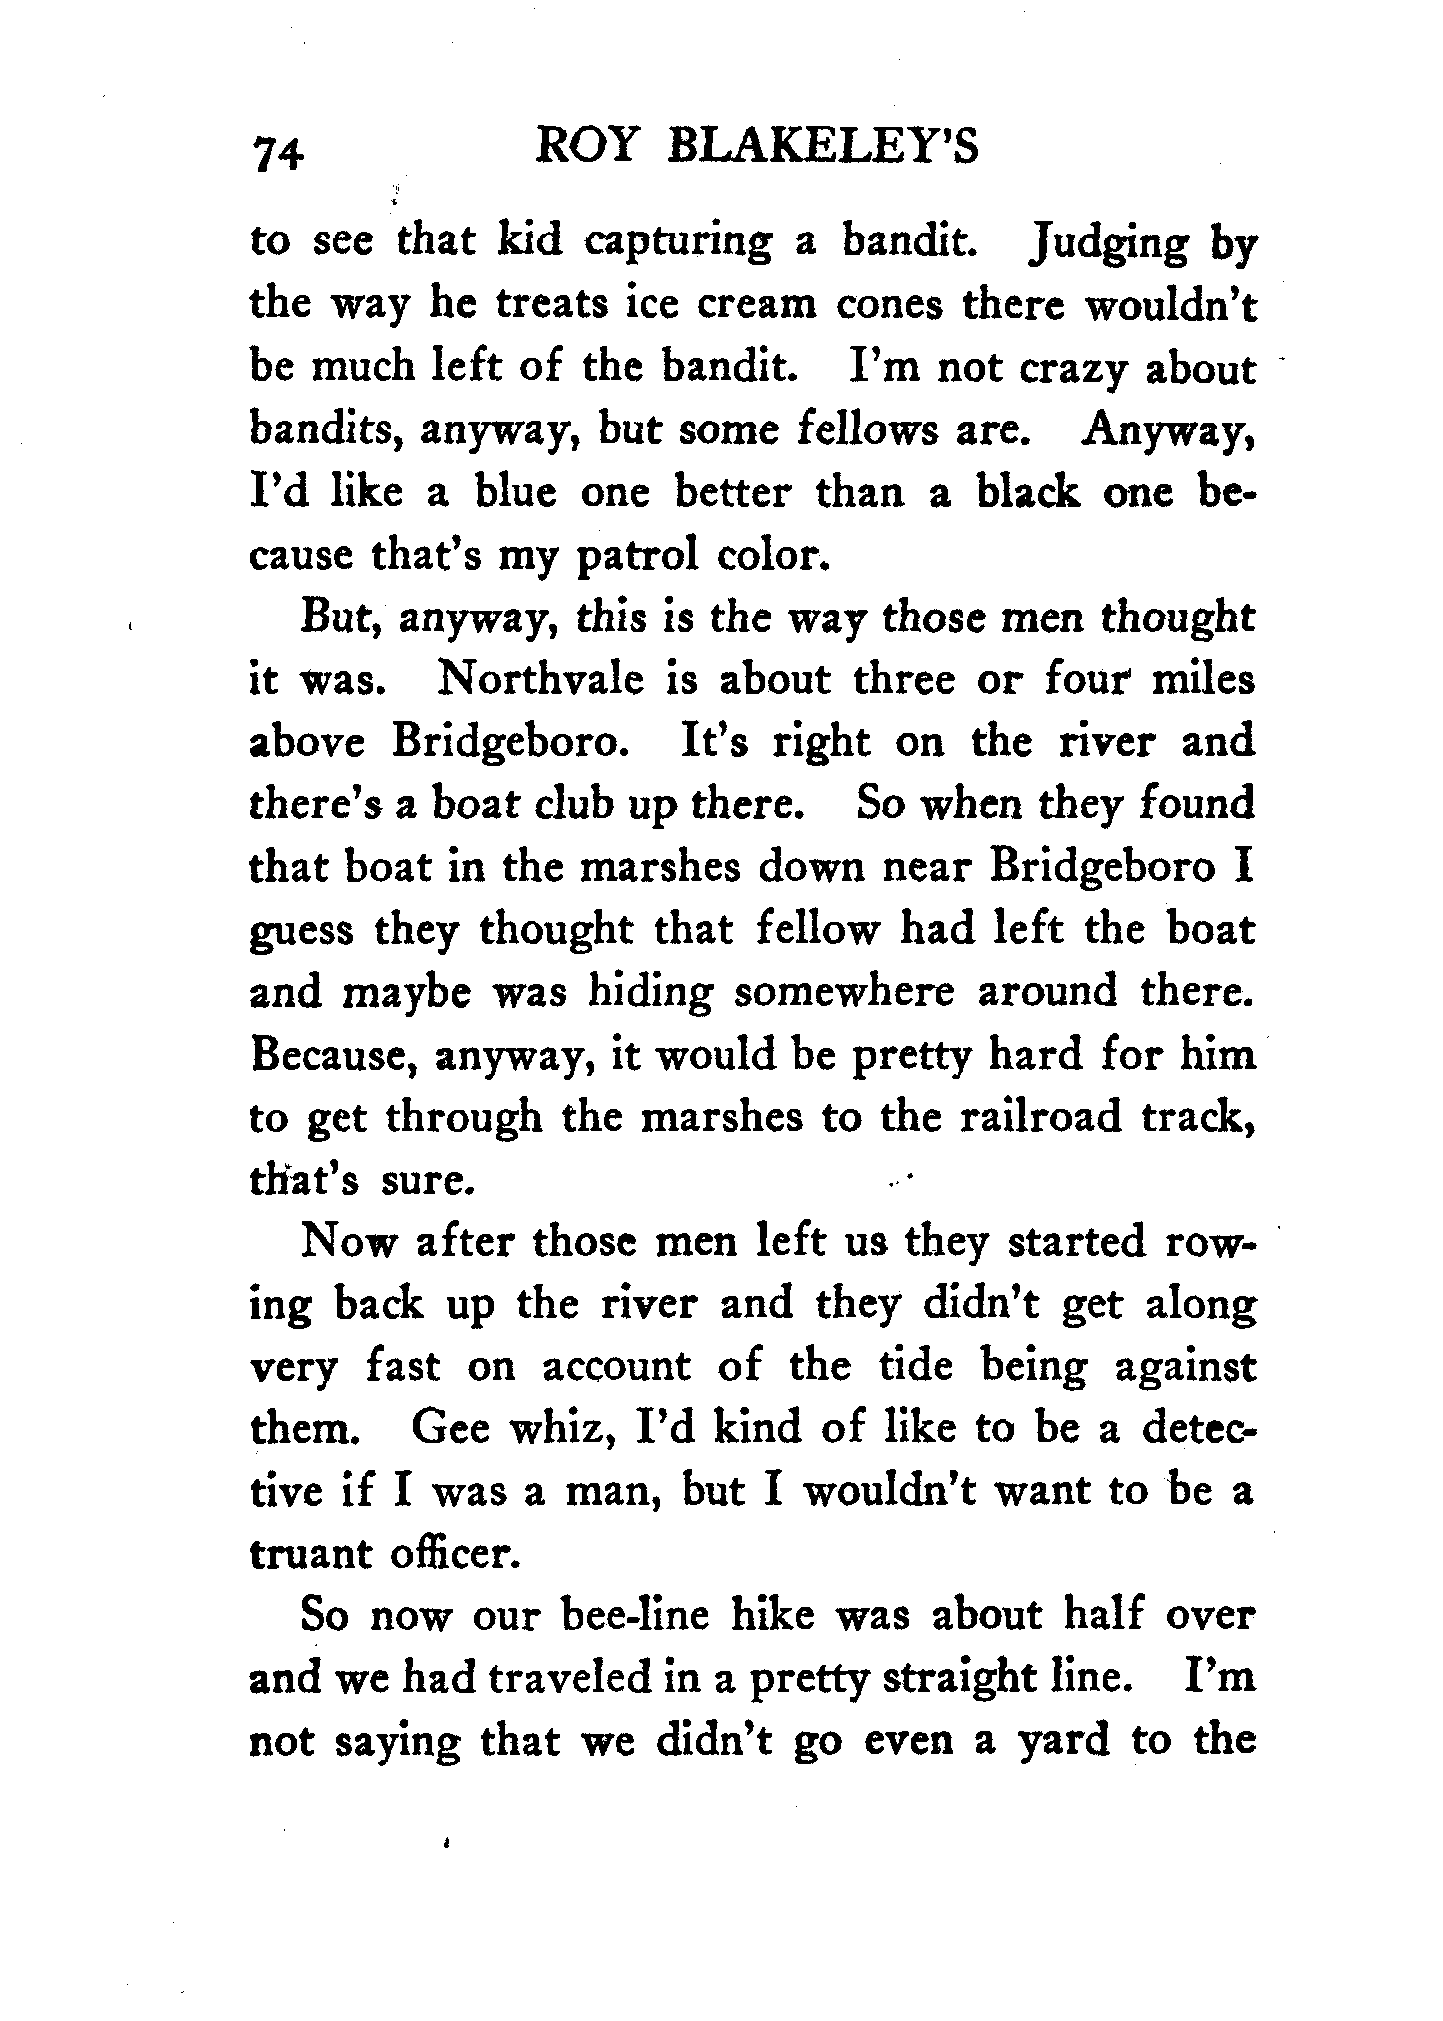 74 ROY BLAKELEY'S
to see that kid capturing a bandit. Judging by
the way he treats ice cream cones there wouldn't
be much left of the bandit. I'm not crazy about
bandits, anyway, but some fellows are. Anyway,
I'd like a blue one better than a black one be-
cause that's my patrol color.
But, anyway, this is the way those men thought
it was. Northvale is about three or four miles
above Bridgeboro. It's right on the river and
there's a boat club up there. So when they found
that boat in the marshes down near Bridgeboro I
guess they thought that fellow had left the boat
and maybe was hiding somewhere around there.
Because, anyway, it would be pretty hard for him
to get through the marshes to the railroad track,
that's sure.
Now after those men left us they started row-
ing back up the river and they didn't get along
very fast on account of the tide being against
them. Gee whiz, I'd kind of like to be a detec-
tive if I was a man, but I wouldn't want to be a
truant officer.
So now our bee-line hike was about half over
and we had traveled in a pretty straight line. I'm
not saying that we didn't go even a yard to the